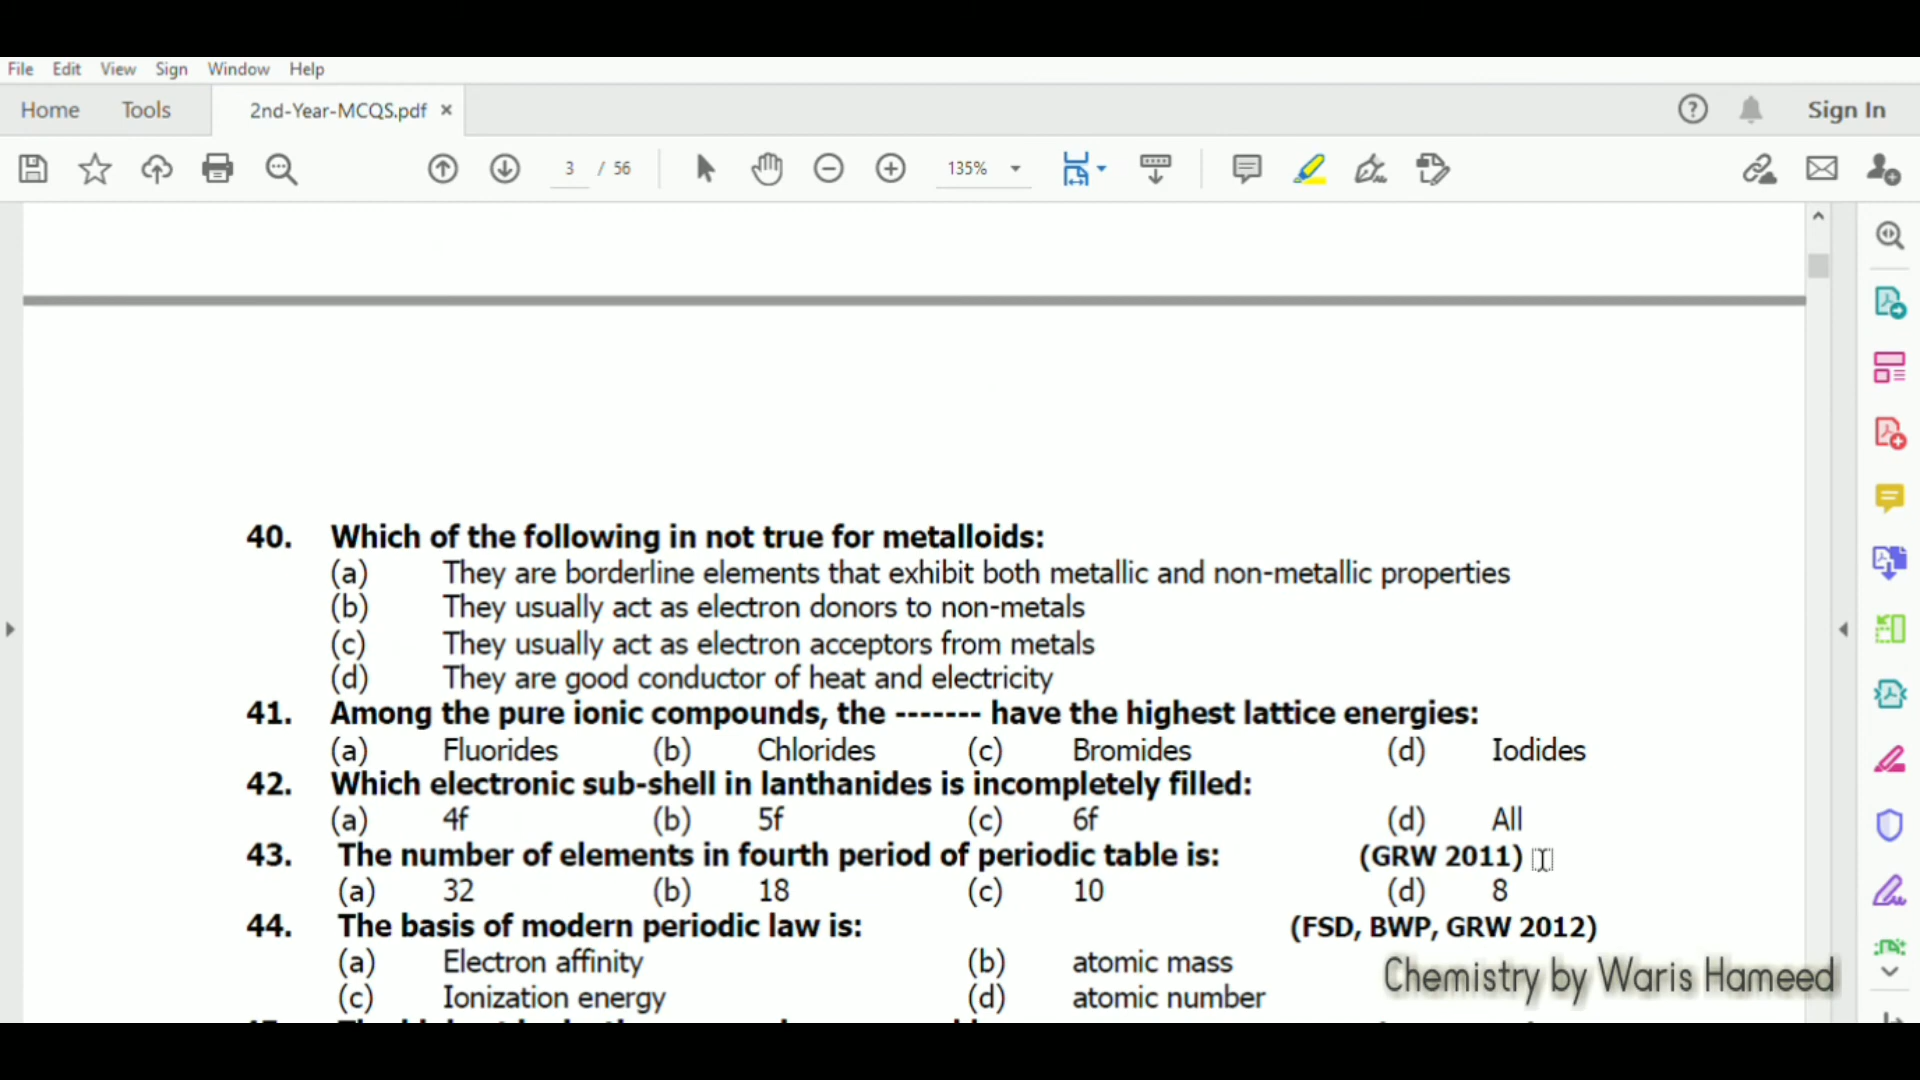 File Edit View Sign Window Help
Home Tools 2nd-Year-MCQS.pdf × Sign In
3 / 56 135%
40. Which of the following in not true for metalloids:
(a) They are borderline elements that exhibit both metallic and non-metallic properties
(b) They usually act as electron donors to non-metals
(c) They usually act as electron acceptors from metals
(d) They are good conductor of heat and electricity
41. Among the pure ionic compounds, the ------- have the highest lattice energies:
(a) Fluorides (b) Chlorides (c) Bromides (d) Iodides
42. Which electronic sub-shell in lanthanides is incompletely filled:
(a) 4f (b) 5f (c) 6f (d) All
43. The number of elements in fourth period of periodic table is: (GRW 2011)
(a) 32 (b) 18 (c) 10 (d) 8
44. The basis of modern periodic law is: (FSD, BWP, GRW 2012)
(a) Electron affinity (b) atomic mass
(c) Ionization energy (d) atomic number
Chemistry by Waris Hameed